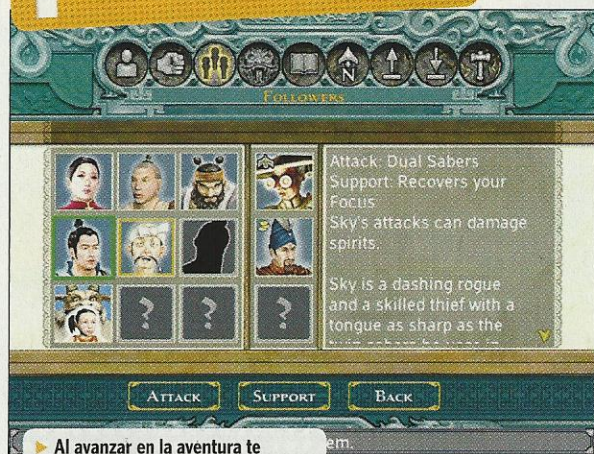 N
FOLLOWERS
Attack: Dual Sabers
Support: Recovers your
Focus
Sky's attacks can damage
spirits.
Sky is a dashing rogue
and a skilled thief with a
tongue as sharp as the
? ? ?
ATTACK SUPPORT BACK
em.
Al avanzar en la aventura te